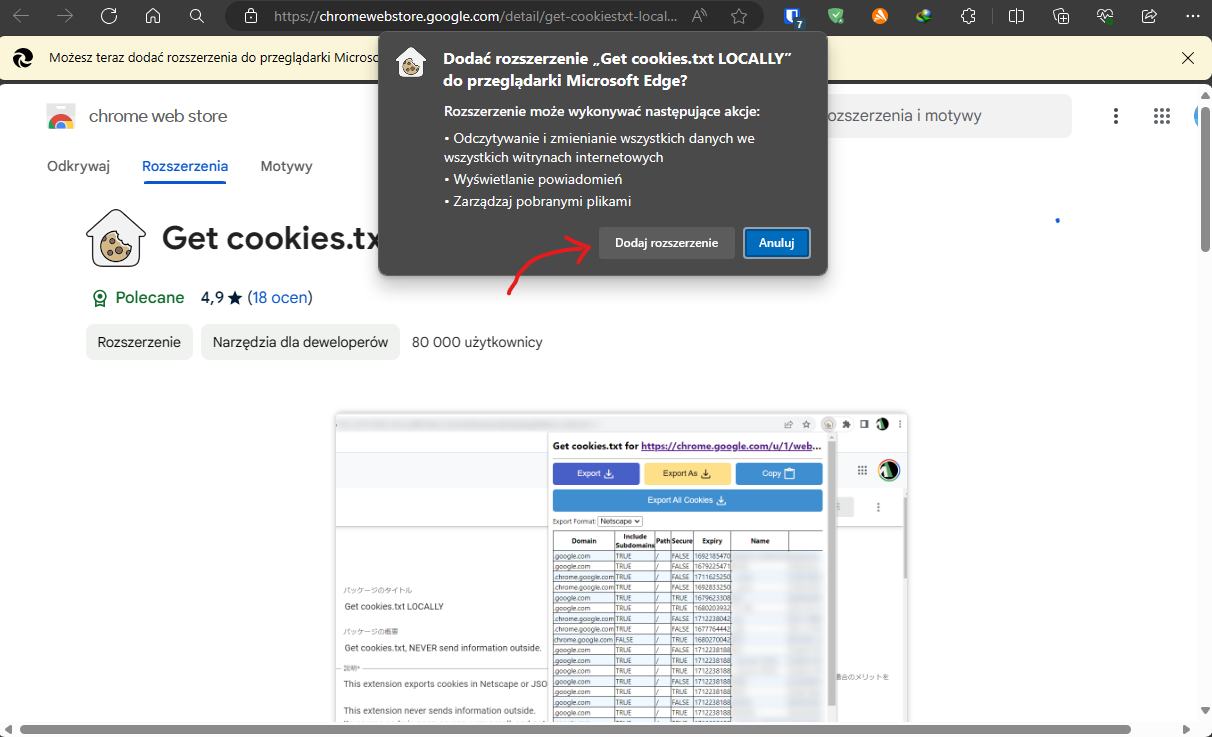 https://chromewebstore.google.com/detail/get-cookiestxt-local...
7
Możesz teraz dodać rozszerzenia do przeglądarki Microso
Dodać rozszerzenie „Get cookies.txt LOCALLY”
do przeglądarki Microsoft Edge?
Rozszerzenie może wykonywać następujące akcje:
• Odczytywanie i zmienianie wszystkich danych we
wszystkich witrynach internetowych
• Wyświetlanie powiadomień
• Zarządzaj pobranymi plikami
Dodaj rozszerzenie Anuluj
chrome web store
ozszerzenia i motywy
Odkrywaj Rozszerzenia Motywy
Get cookies.tx
Polecane 4,9 ★ (18 ocen)
Rozszerzenie Narzędzia dla deweloperów 80 000 użytkownicy
Get cookies.txt for https://chrome.google.com/u/1/web...
Export Export As Copy
Export All Cookies
Export Format: Netscape
Domain Include Subdomains Path Secure Expiry Name
.google.com TRUE / FALSE 1692185470
.google.com TRUE / FALSE 1679225471
.chrome.google.com TRUE / FALSE 1711625250
.chrome.google.com TRUE / FALSE 1692833250
.google.com TRUE / TRUE 1679623308
.google.com TRUE / TRUE 1680203932
.chrome.google.com TRUE / TRUE 1712238042
.chrome.google.com TRUE / FALSE 1677764442
chrome.google.com FALSE / TRUE 1680270042
.google.com TRUE / TRUE 1712238188
.google.com TRUE / TRUE 1712238188
.google.com TRUE / FALSE 1712238188
.google.com TRUE / TRUE 1712238188
.google.com TRUE / FALSE 1712238188
.google.com TRUE / TRUE 1712238188
.google.com TRUE / TRUE 1712238188
パッケージのタイトル
Get cookies.txt LOCALLY
パッケージの概要
Get cookies.txt, NEVER send information outside.
説明*
This extension exports cookies in Netscape or JSO
場合のメリットを
This extension never sends information outside.